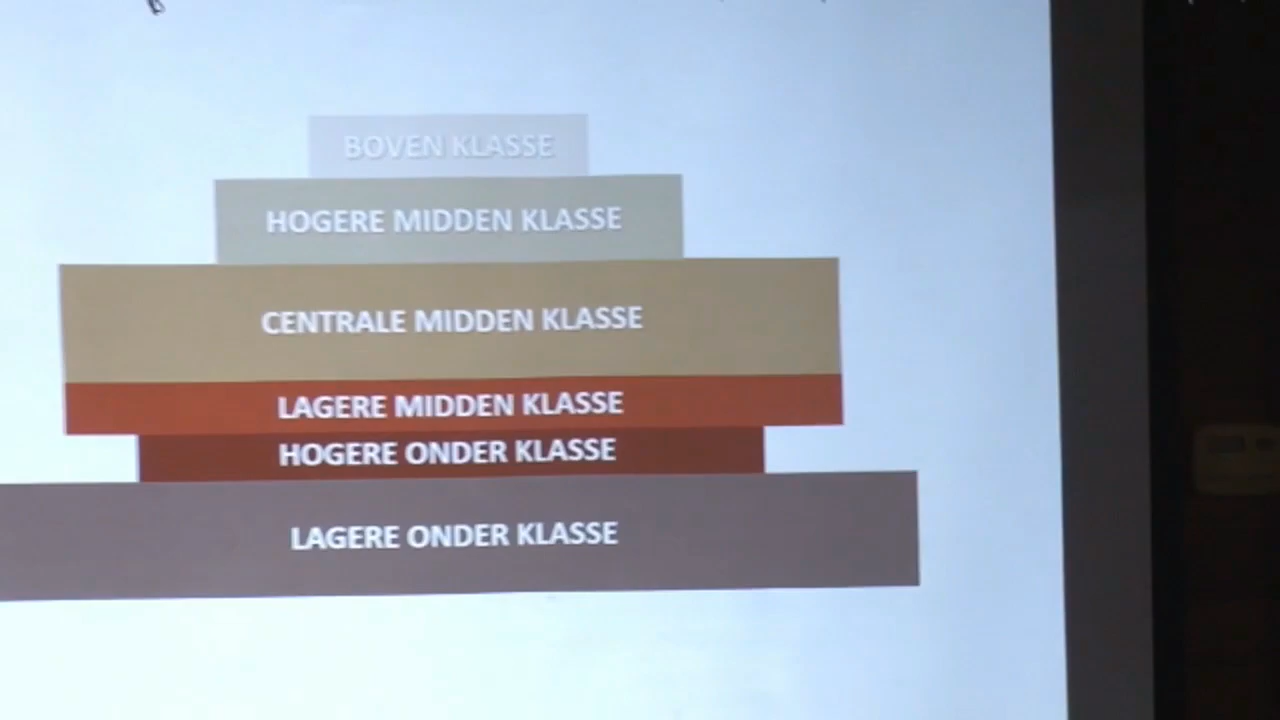 BOVEN KLASSE
HOGERE MIDDEN KLASSE
CENTRALE MIDDEN KLASSE
LAGERE MIDDEN KLASSE
HOGERE ONDER KLASSE
LAGERE ONDER KLASSE